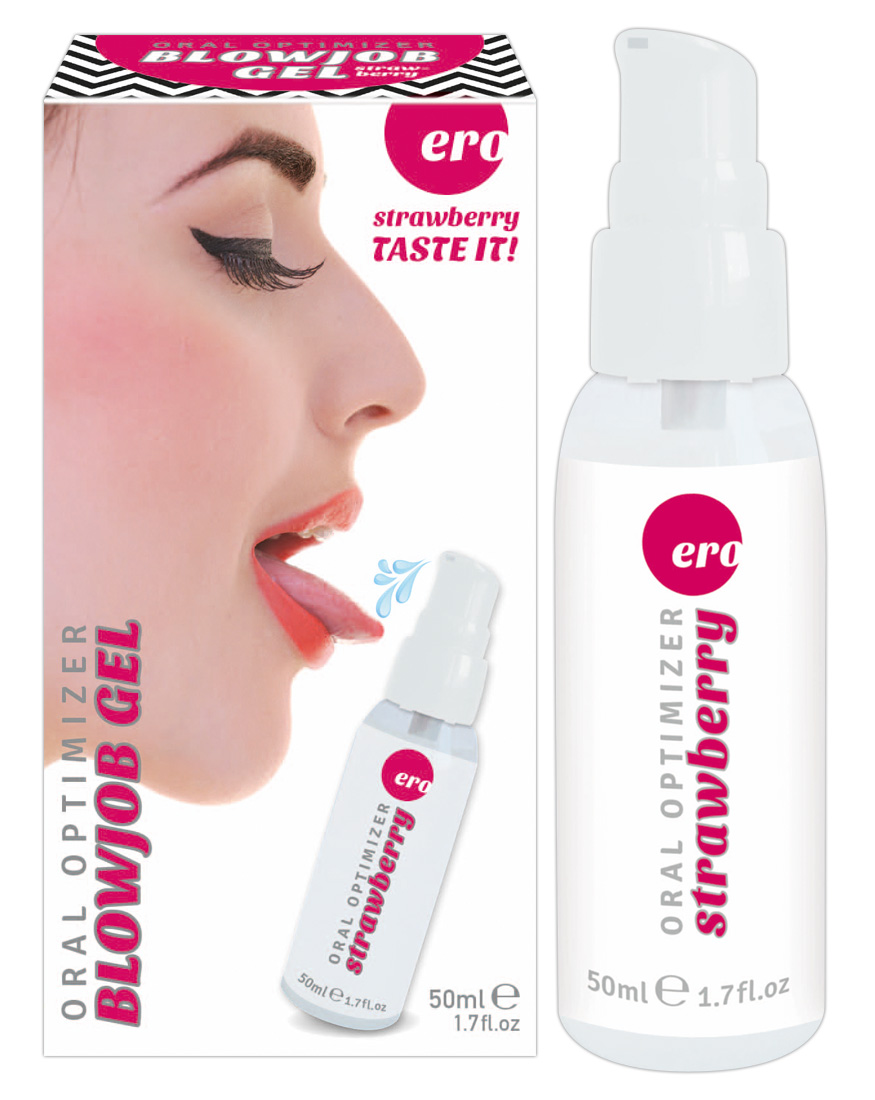 ORAL OPTIMIZER
BLOWJOB
GEL straw-
berry
ero
strawberry
TASTE IT!
ORAL OPTIMIZER
BLOWJOB GEL
ero
ORAL OPTIMIZER
strawberry
50ml ℮ 1.7fl.oz
50ml ℮
1.7fl.oz
ero
ORAL OPTIMIZER
strawberry
50ml ℮ 1.7fl.oz